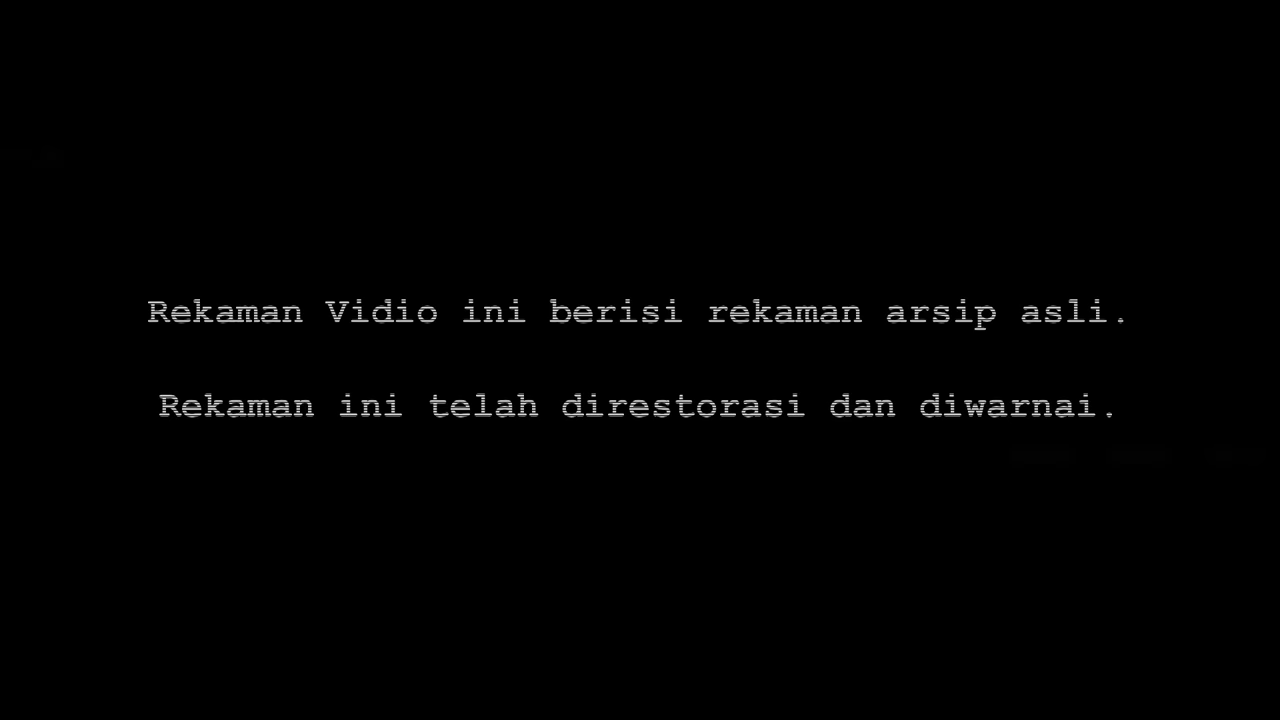 Rekaman Vidio ini berisi rekaman arsip asli.
Rekaman ini telah direstorasi dan diwarnai.